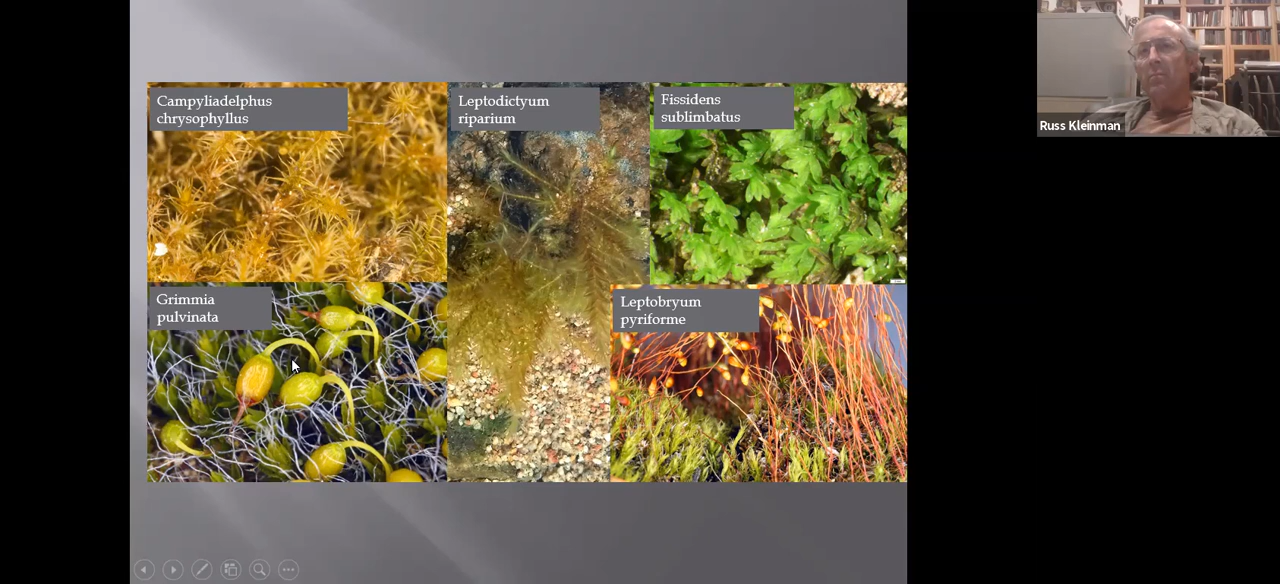 Campyliadelphus
chrysophyllus
Leptodictyum
riparium
Fissidens
sublimbatus
Grimmia
pulvinata
Leptobryum
pyriforme
Russ Kleinman